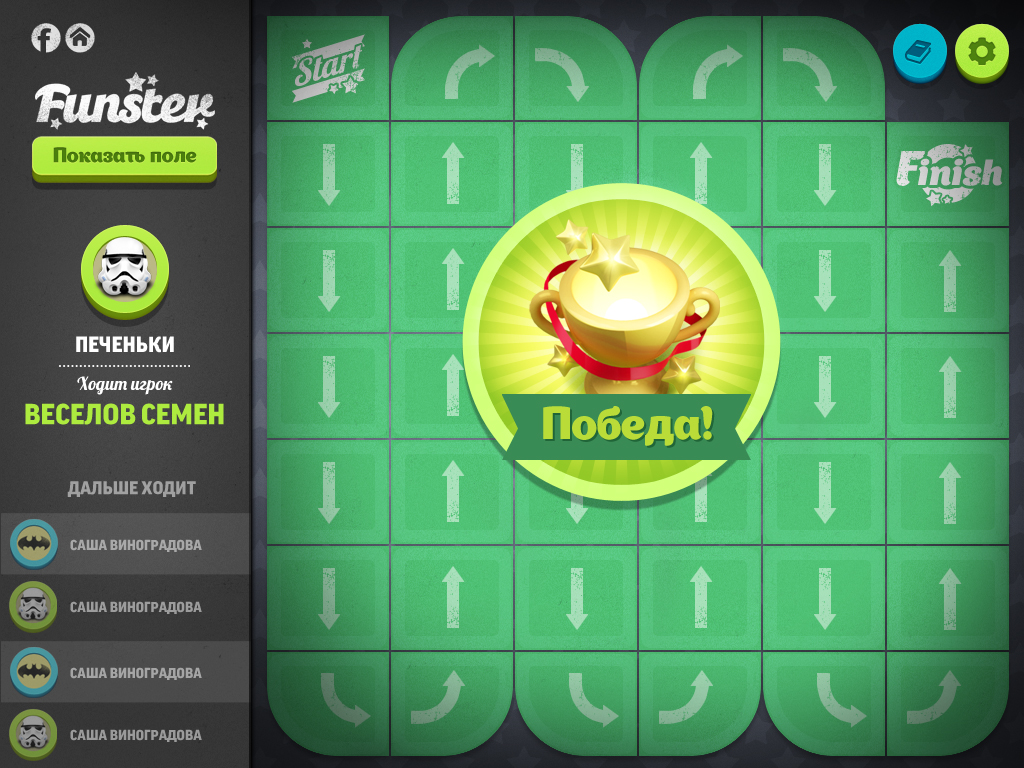 Funster
Показать поле
ПЕЧЕНЬКИ
Ходит игрок
ВЕСЕЛОВ СЕМЕН
ДАЛЬШЕ ХОДИТ
САША ВИНОГРАДОВА
САША ВИНОГРАДОВА
САША ВИНОГРАДОВА
САША ВИНОГРАДОВА
Start!
Finish
Победа!